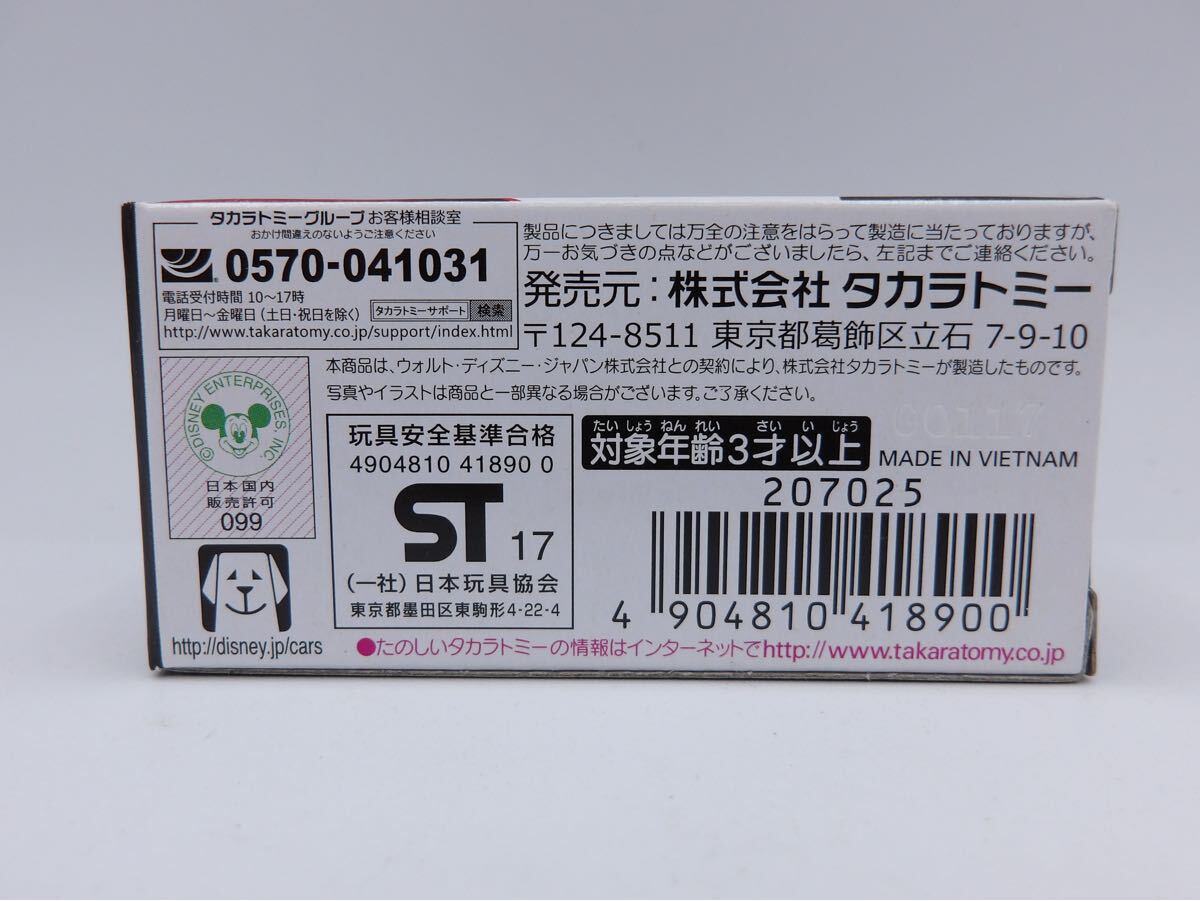 タカラトミーグループ お客様相談室
おかけ間違えのないようご注意ください
0570-041031
電話受付時間 10～17時
月曜日～金曜日 (土日・祝日を除く)
タカラトミーサポート 検索
http://www.takaratomy.co.jp/support/index.html
製品につきましては万全の注意をはらって製造に当たっておりますが、
万一お気づきの点などがございましたら、左記までご連絡ください。
発売元:株式会社 タカラトミー
〒124-8511 東京都葛飾区立石 7-9-10
本商品は、ウォルト・ディズニー・ジャパン株式会社との契約により、株式会社タカラトミーが製造したものです。
写真やイラストは商品と一部異なる場合がございます。ご了承ください。
©DISNEY ENTERPRISES, INC.
日本国内
販売許可
099
http://disney.jp/cars
玩具安全基準合格
4904810 41890 0
ST 17
(一社)日本玩具協会
東京都墨田区東駒形4-22-4
たい しょう ねん れい さい い じょう
対象年齢3才以上
MADE IN VIETNAM
207025
4 904810 418900
●たのしいタカラトミーの情報はインターネットでhttp://www.takaratomy.co.jp